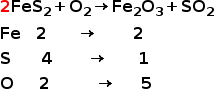 2FeS₂ + O₂ → Fe₂O₃ + SO₂
Fe 2 → 2
S 4 → 1
O 2 → 5